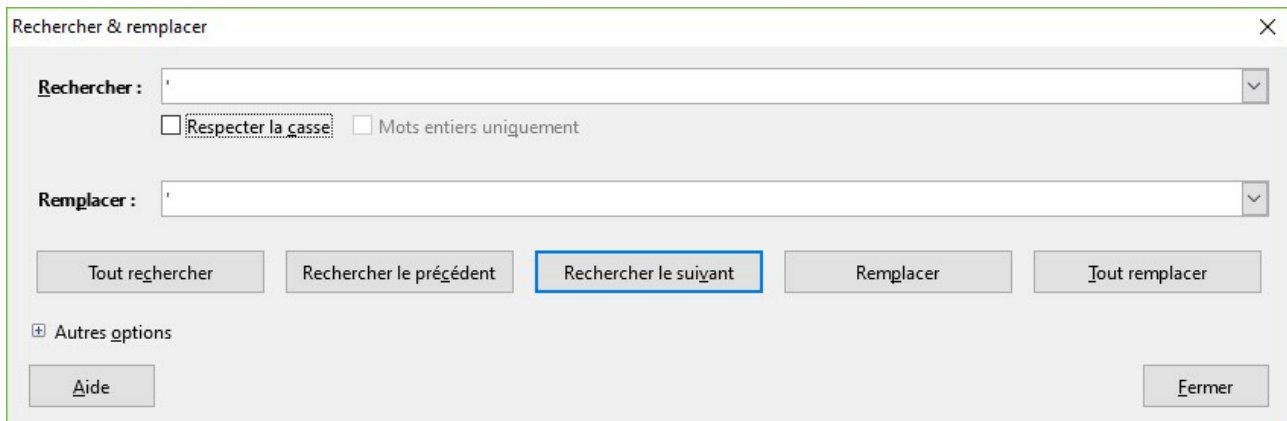 Rechercher & remplacer
Rechercher : '
Respecter la casse Mots entiers uniquement
Remplacer : ’
Tout rechercher Rechercher le précédent Rechercher le suivant Remplacer Tout remplacer
Autres options
Aide Fermer